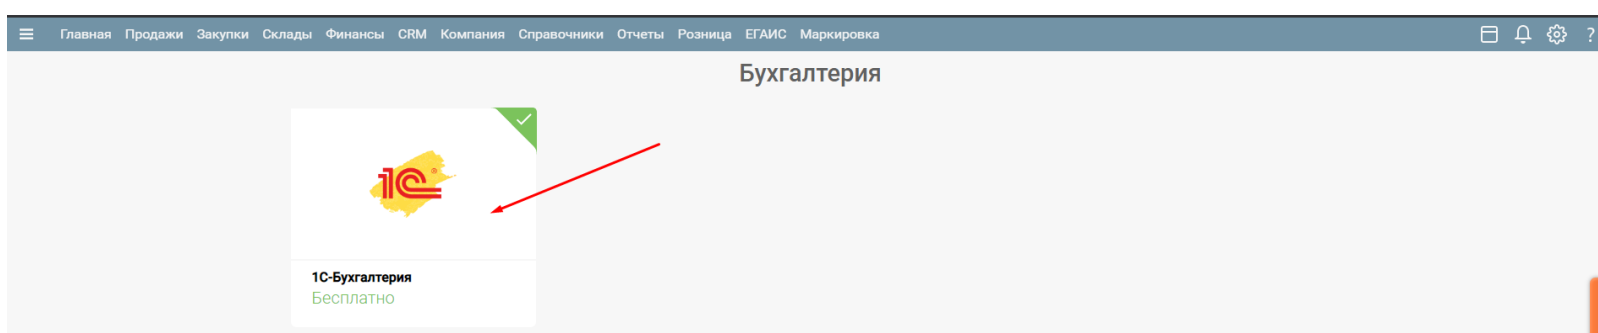 Главная Продажи Закупки Склады Финансы CRM Компания Справочники Отчеты Розница ЕГАИС Маркировка ?
Бухгалтерия
1С®
1С-Бухгалтерия
Бесплатно